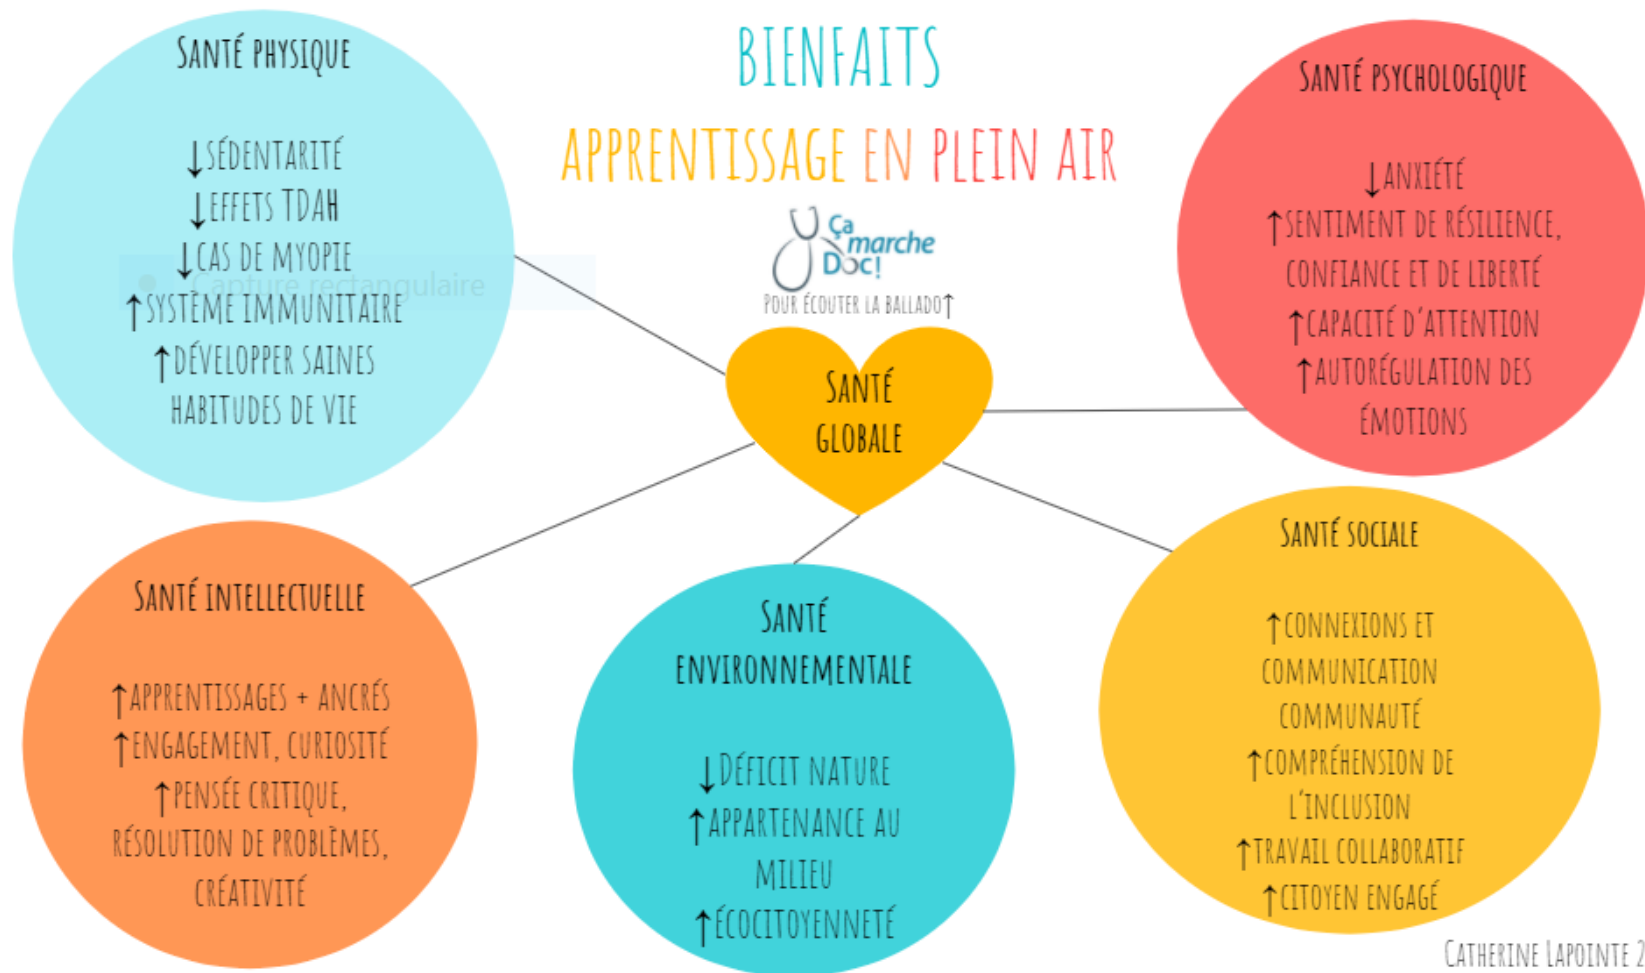 BIENFAITS
APPRENTISSAGE EN PLEIN AIR
Ça
marche
Doc!
POUR ÉCOUTER LA BALLADO↑
SANTÉ
GLOBALE
SANTÉ PHYSIQUE
↓SÉDENTARITÉ
↓EFFETS TDAH
↓CAS DE MYOPIE
Capture rectangulaire
↑SYSTÈME IMMUNITAIRE
↑DÉVELOPPER SAINES
HABITUDES DE VIE
SANTÉ PSYCHOLOGIQUE
↓ANXIÉTÉ
↑SENTIMENT DE RÉSILIENCE,
CONFIANCE ET DE LIBERTÉ
↑CAPACITÉ D'ATTENTION
↑AUTORÉGULATION DES
ÉMOTIONS
SANTÉ INTELLECTUELLE
↑APPRENTISSAGES + ANCRÉS
↑ENGAGEMENT, CURIOSITÉ
↑PENSÉE CRITIQUE,
RÉSOLUTION DE PROBLÈMES,
CRÉATIVITÉ
SANTÉ
ENVIRONNEMENTALE
↓DÉFICIT NATURE
↑APPARTENANCE AU
MILIEU
↑ÉCOCITOYENNETÉ
SANTÉ SOCIALE
↑CONNEXIONS ET
COMMUNICATION
COMMUNAUTÉ
↑COMPRÉHENSION DE
L'INCLUSION
↑TRAVAIL COLLABORATIF
↑CITOYEN ENGAGÉ
CATHERINE LAPOINTE 2